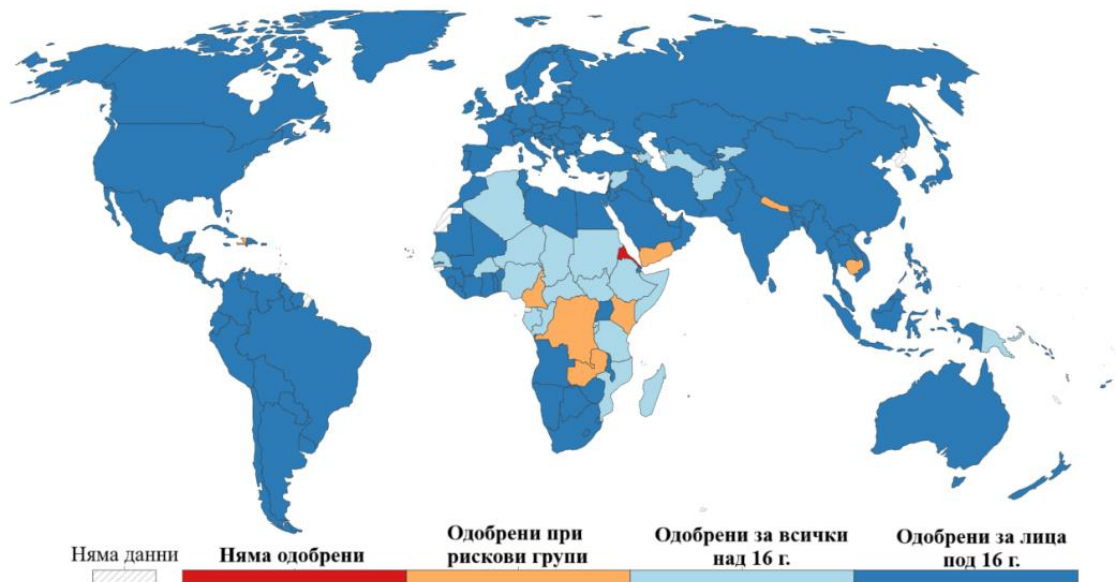 Няма данни
Няма одобрени
Одобрени при
рискови групи
Одобрени за всички
над 16 г.
Одобрени за лица
под 16 г.